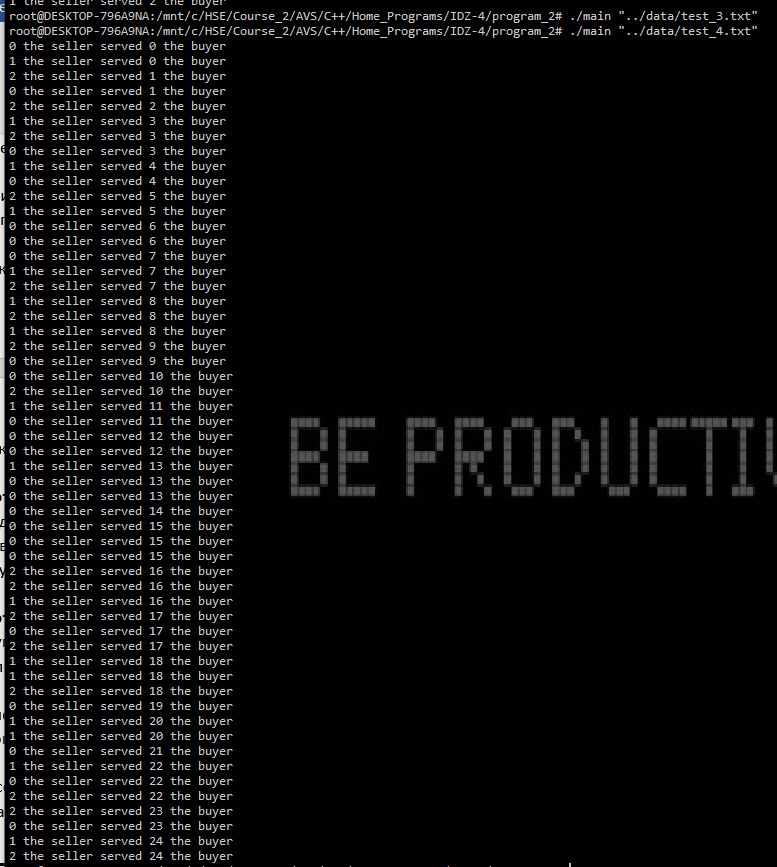 1 the seller served 2 the buyer
root@DESKTOP-796A9NA:/mnt/c/HSE/Course_2/AVS/C++/Home_Programs/IDZ-4/program_2# ./main "../data/test_3.txt"
root@DESKTOP-796A9NA:/mnt/c/HSE/Course_2/AVS/C++/Home_Programs/IDZ-4/program_2# ./main "../data/test_4.txt"
0 the seller served 0 the buyer
1 the seller served 0 the buyer
2 the seller served 1 the buyer
0 the seller served 1 the buyer
2 the seller served 2 the buyer
1 the seller served 3 the buyer
2 the seller served 3 the buyer
0 the seller served 3 the buyer
1 the seller served 4 the buyer
0 the seller served 4 the buyer
2 the seller served 5 the buyer
1 the seller served 5 the buyer
0 the seller served 6 the buyer
0 the seller served 6 the buyer
0 the seller served 7 the buyer
1 the seller served 7 the buyer
2 the seller served 7 the buyer
1 the seller served 8 the buyer
2 the seller served 8 the buyer
1 the seller served 8 the buyer
2 the seller served 9 the buyer
0 the seller served 9 the buyer
0 the seller served 10 the buyer
2 the seller served 10 the buyer
1 the seller served 11 the buyer
0 the seller served 11 the buyer
0 the seller served 12 the buyer
0 the seller served 12 the buyer
1 the seller served 13 the buyer
0 the seller served 13 the buyer
0 the seller served 13 the buyer
0 the seller served 14 the buyer
0 the seller served 15 the buyer
0 the seller served 15 the buyer
0 the seller served 15 the buyer
2 the seller served 16 the buyer
2 the seller served 16 the buyer
1 the seller served 16 the buyer
2 the seller served 17 the buyer
0 the seller served 17 the buyer
2 the seller served 17 the buyer
1 the seller served 18 the buyer
1 the seller served 18 the buyer
2 the seller served 18 the buyer
0 the seller served 19 the buyer
1 the seller served 20 the buyer
1 the seller served 20 the buyer
0 the seller served 21 the buyer
1 the seller served 22 the buyer
0 the seller served 22 the buyer
2 the seller served 22 the buyer
2 the seller served 23 the buyer
0 the seller served 23 the buyer
1 the seller served 24 the buyer
2 the seller served 24 the buyer
BE PRODUCTI